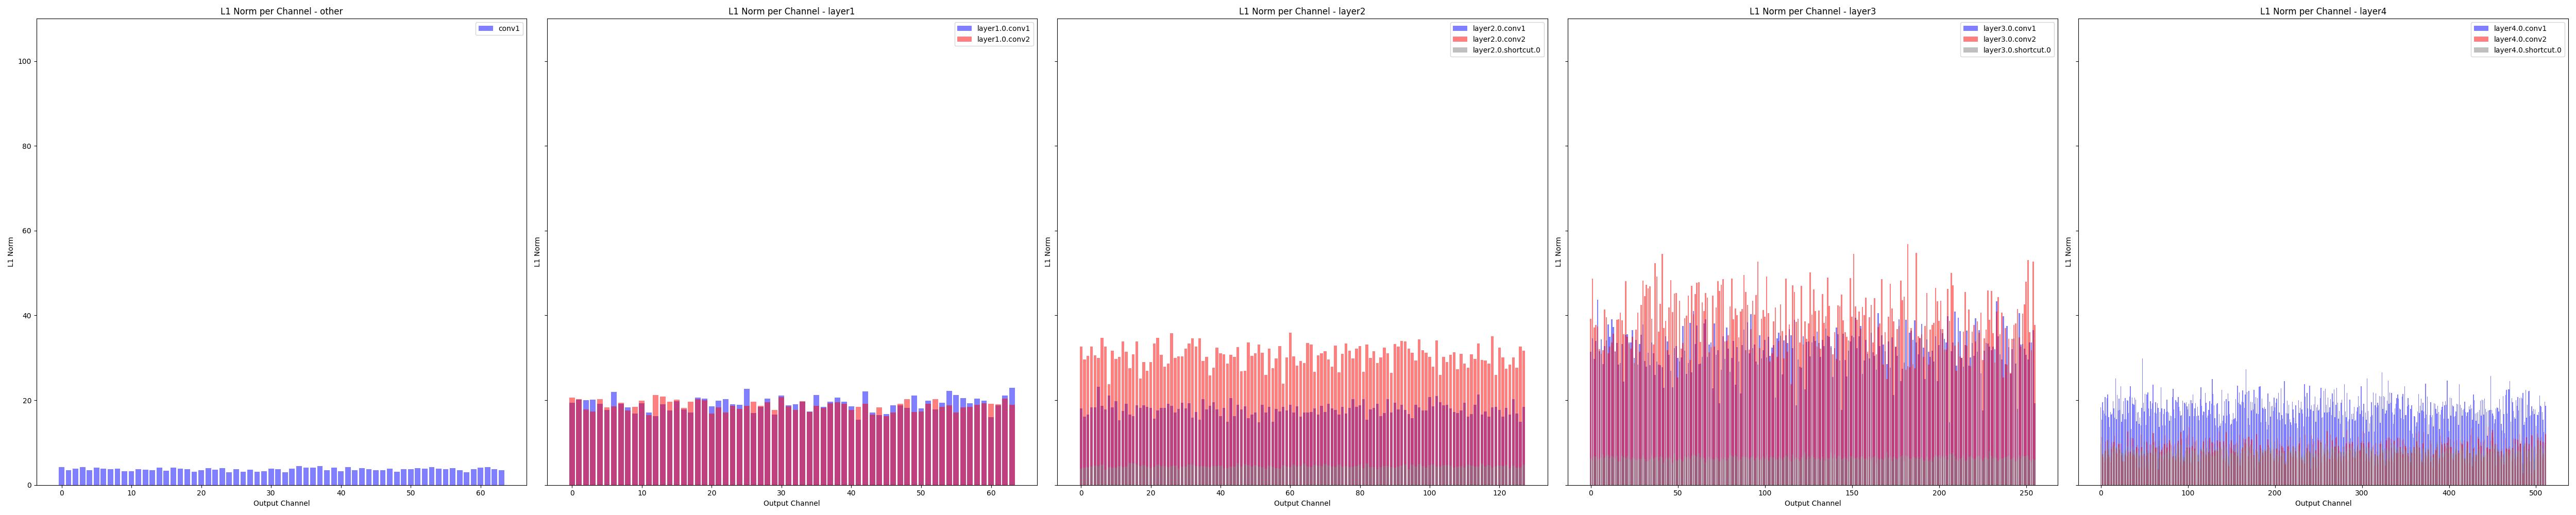 L1 Norm per Channel - other
conv1
L1 Norm
100
80
60
40
20
0
0 10 20 30 40 50 60
Output Channel
L1 Norm per Channel - layer1
layer1.0.conv1
layer1.0.conv2
L1 Norm
0 10 20 30 40 50 60
Output Channel
L1 Norm per Channel - layer2
layer2.0.conv1
layer2.0.conv2
layer2.0.shortcut.0
L1 Norm
0 20 40 60 80 100 120
Output Channel
L1 Norm per Channel - layer3
layer3.0.conv1
layer3.0.conv2
layer3.0.shortcut.0
L1 Norm
0 50 100 150 200 250
Output Channel
L1 Norm per Channel - layer4
layer4.0.conv1
layer4.0.conv2
layer4.0.shortcut.0
L1 Norm
0 100 200 300 400 500
Output Channel